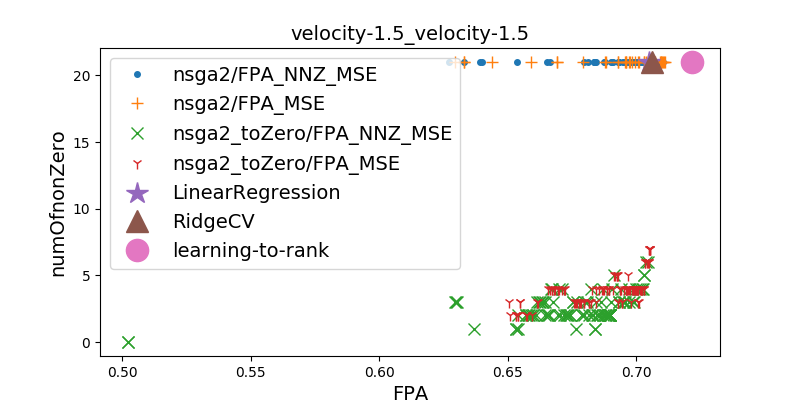 velocity-1.5_velocity-1.5
numOfnonZero
20
15
10
5
0
nsga2/FPA_NNZ_MSE
nsga2/FPA_MSE
nsga2_toZero/FPA_NNZ_MSE
nsga2_toZero/FPA_MSE
LinearRegression
RidgeCV
learning-to-rank
0.50 0.55 0.60 0.65 0.70
FPA